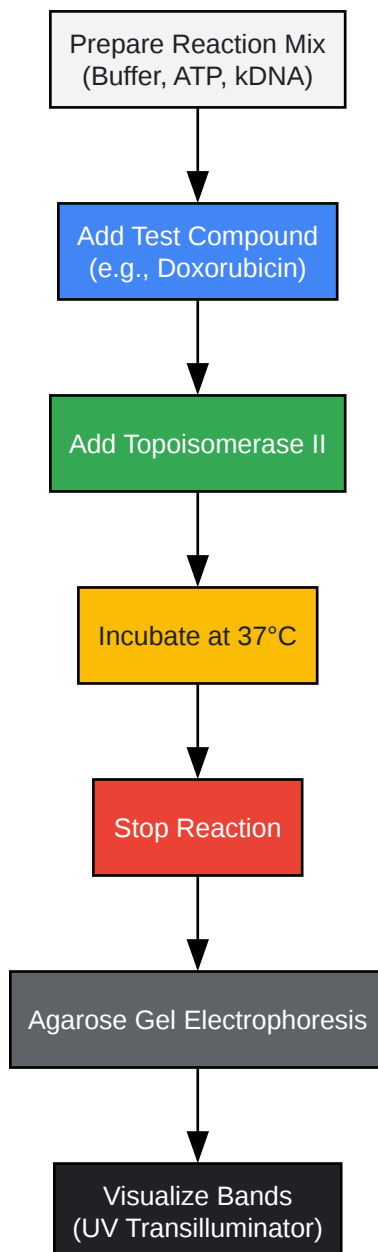 Prepare Reaction Mix
(Buffer, ATP, kDNA)
Add Test Compound
(e.g., Doxorubicin)
Add Topoisomerase II
Incubate at 37°C
Stop Reaction
Agarose Gel Electrophoresis
Visualize Bands
(UV Transilluminator)